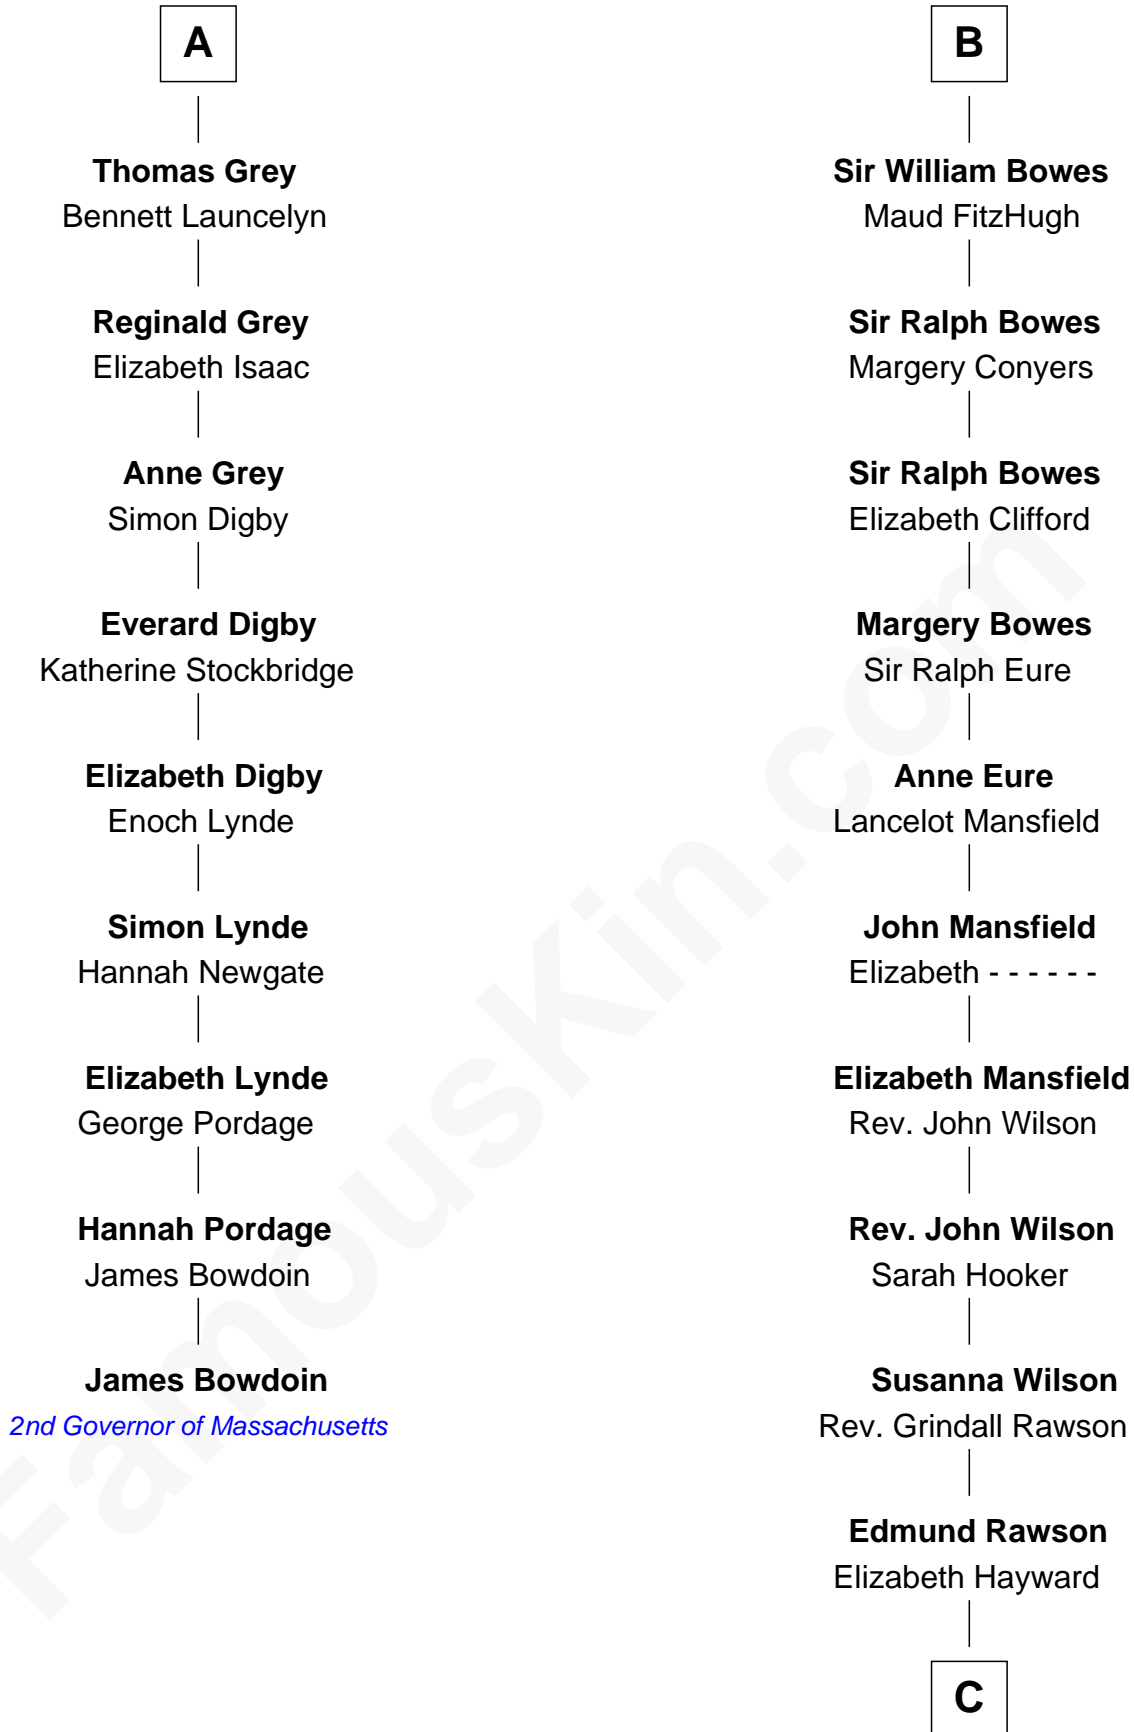 A
Thomas Grey
Bennett Launcelyn
Reginald Grey
Elizabeth Isaac
Anne Grey
Simon Digby
Everard Digby
Katherine Stockbridge
Elizabeth Digby
Enoch Lynde
Simon Lynde
Hannah Newgate
Elizabeth Lynde
George Pordage
Hannah Pordage
James Bowdoin
James Bowdoin
2nd Governor of Massachusetts
B
Sir William Bowes
Maud FitzHugh
Sir Ralph Bowes
Margery Conyers
Sir Ralph Bowes
Elizabeth Clifford
Margery Bowes
Sir Ralph Eure
Anne Eure
Lancelot Mansfield
John Mansfield
Elizabeth - - - - - -
Elizabeth Mansfield
Rev. John Wilson
Rev. John Wilson
Sarah Hooker
Susanna Wilson
Rev. Grindall Rawson
Edmund Rawson
Elizabeth Hayward
C
FamousKin.com